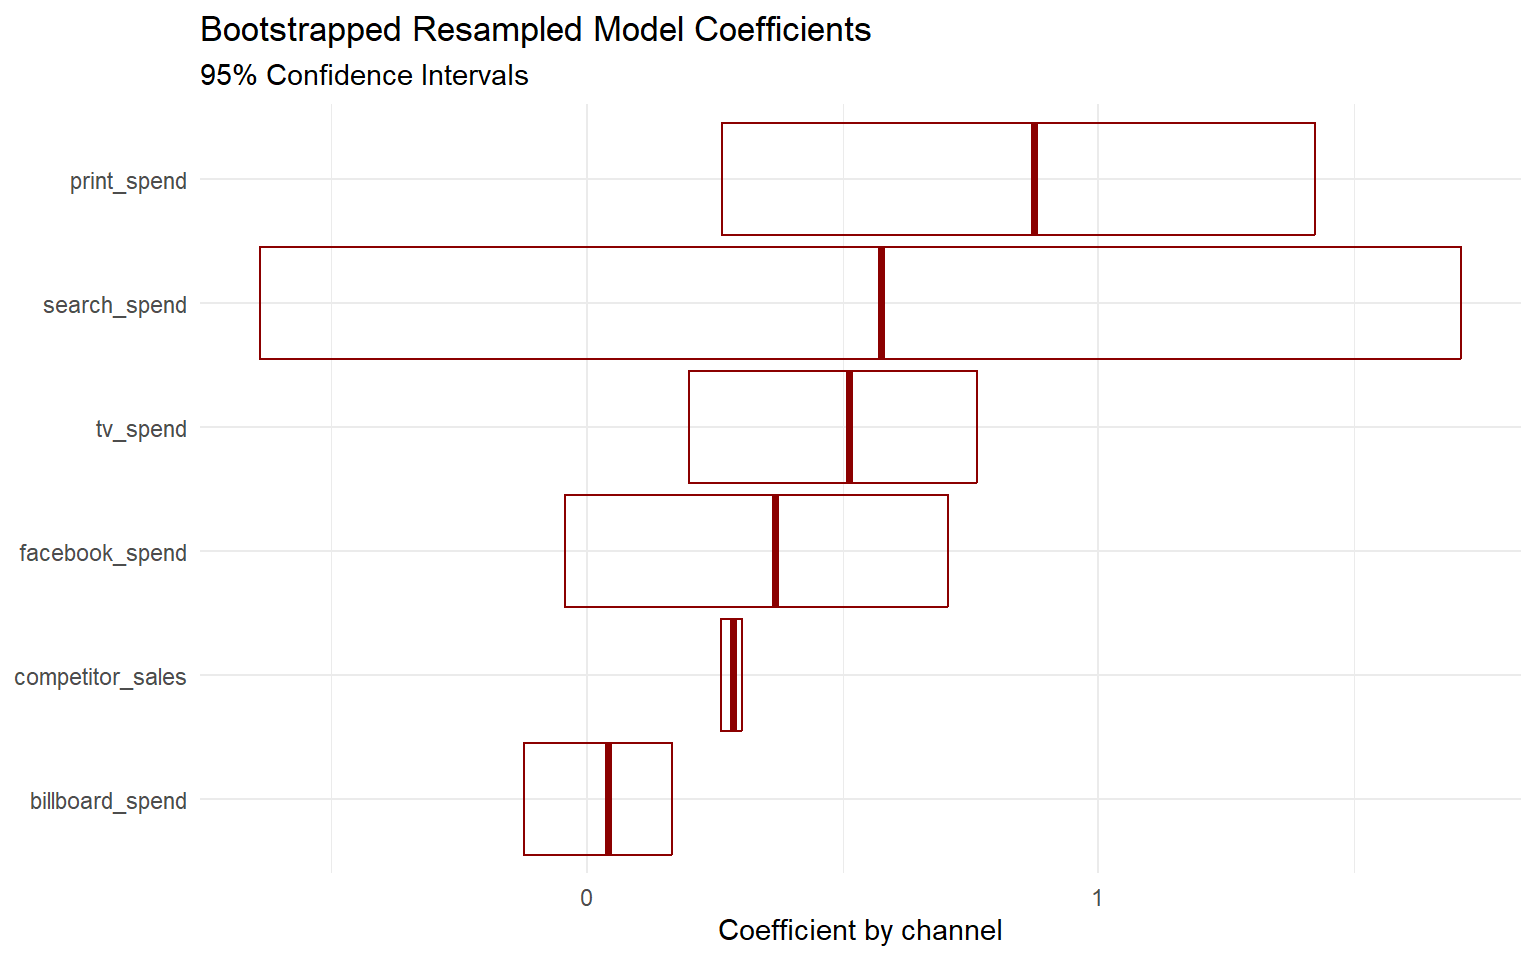 Bootstrapped Resampled Model Coefficients
95% Confidence Intervals
print_spend
search_spend
tv_spend
facebook_spend
competitor_sales
billboard_spend
0
1
Coefficient by channel